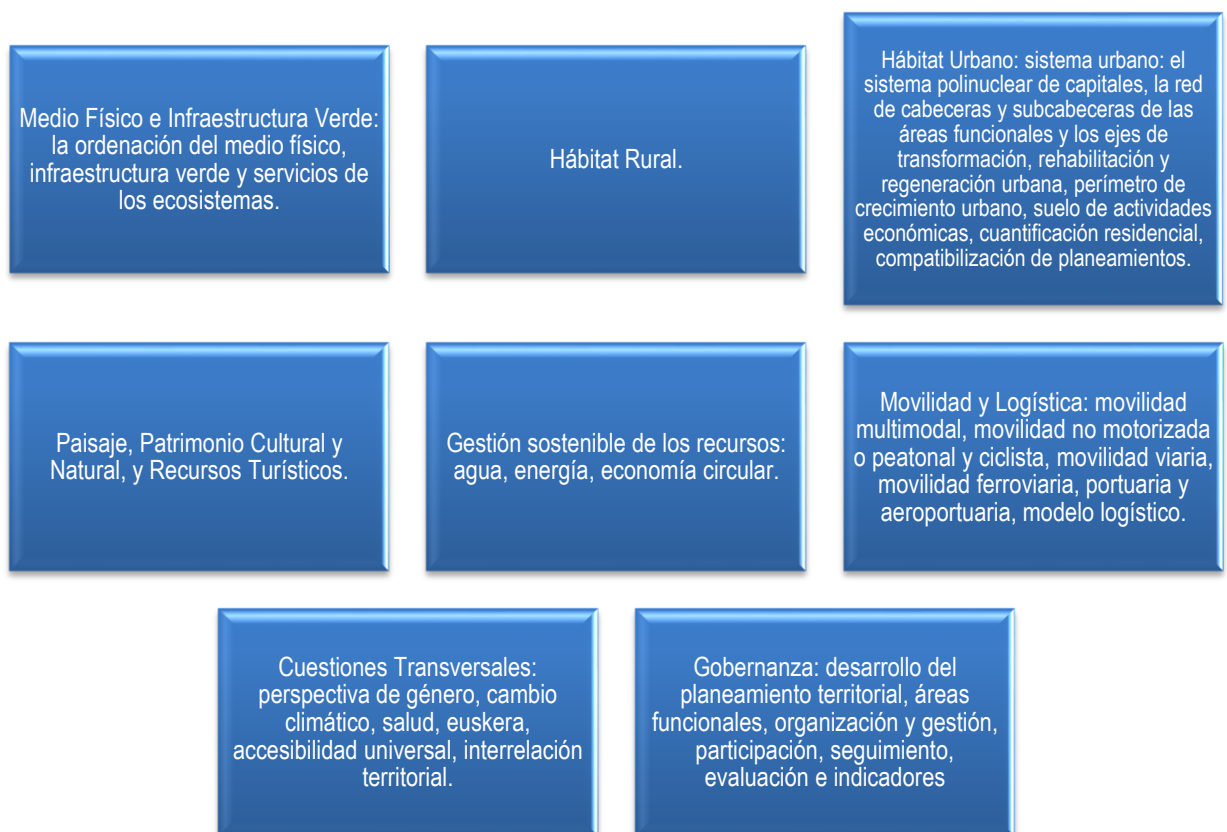 Medio Físico e Infraestructura Verde:
la ordenación del medio físico,
infraestructura verde y servicios de
los ecosistemas.
Hábitat Rural.
Hábitat Urbano: sistema urbano: el
sistema polinuclear de capitales, la red
de cabeceras y subcabeceras de las
áreas funcionales y los ejes de
transformación, rehabilitación y
regeneración urbana, perímetro de
crecimiento urbano, suelo de actividades
económicas, cuantificación residencial,
compatibilización de planeamientos.
Paisaje, Patrimonio Cultural y
Natural, y Recursos Turísticos.
Gestión sostenible de los recursos:
agua, energía, economía circular.
Movilidad y Logística: movilidad
multimodal, movilidad no motorizada
o peatonal y ciclista, movilidad viaria,
movilidad ferroviaria, portuaria y
aeroportuaria, modelo logístico.
Cuestiones Transversales:
perspectiva de género, cambio
climático, salud, euskera,
accesibilidad universal, interrelación
territorial.
Gobernanza: desarrollo del
planeamiento territorial, áreas
funcionales, organización y gestión,
participación, seguimiento,
evaluación e indicadores